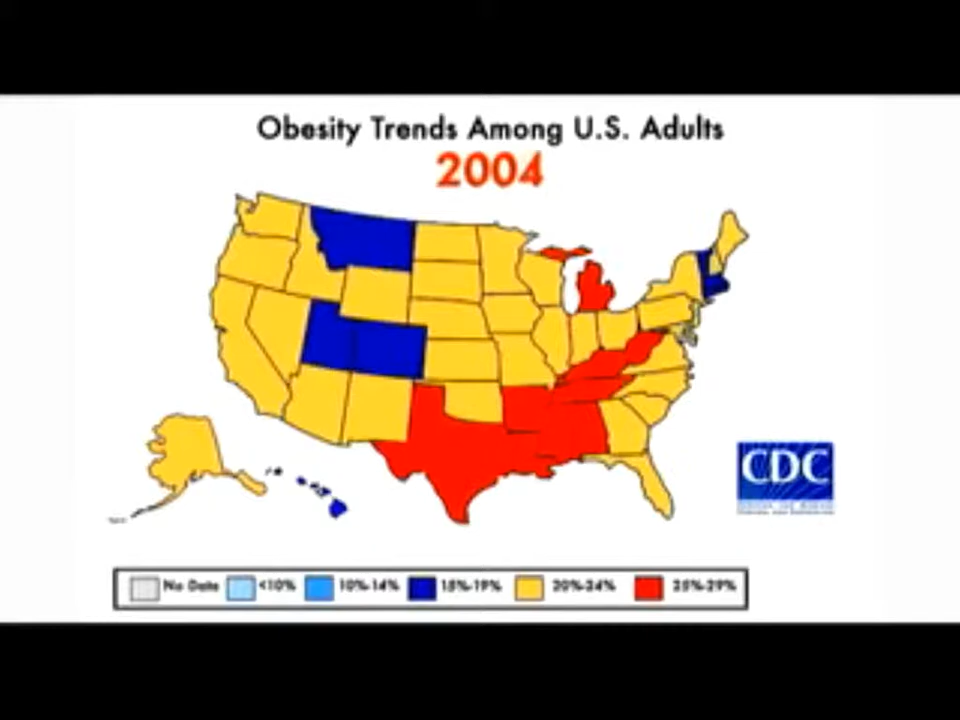 Obesity Trends Among U.S. Adults
2004
CDC
No Data <10% 10%-14% 15%-19% 20%-24% 25%-29%